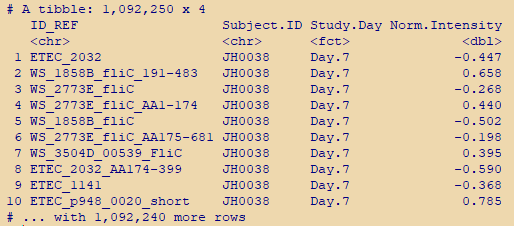 # A tibble: 1,092,250 x 4
ID_REF Subject.ID Study.Day Norm.Intensity
<chr> <chr> <fct> <dbl>
1 ETEC_2032 JH0038 Day.7 -0.447
2 WS_1858B_fliC_191-483 JH0038 Day.7 0.658
3 WS_2773E_fliC JH0038 Day.7 -0.268
4 WS_2773E_fliC_AA1-174 JH0038 Day.7 0.440
5 WS_1858B_fliC JH0038 Day.7 -0.502
6 WS_2773E_fliC_AA175-681 JH0038 Day.7 -0.198
7 WS_3504D_00539_FliC JH0038 Day.7 0.395
8 ETEC_2032_AA174-399 JH0038 Day.7 -0.590
9 ETEC_1141 JH0038 Day.7 -0.368
10 ETEC_p948_0020_short JH0038 Day.7 0.785
# ... with 1,092,240 more rows